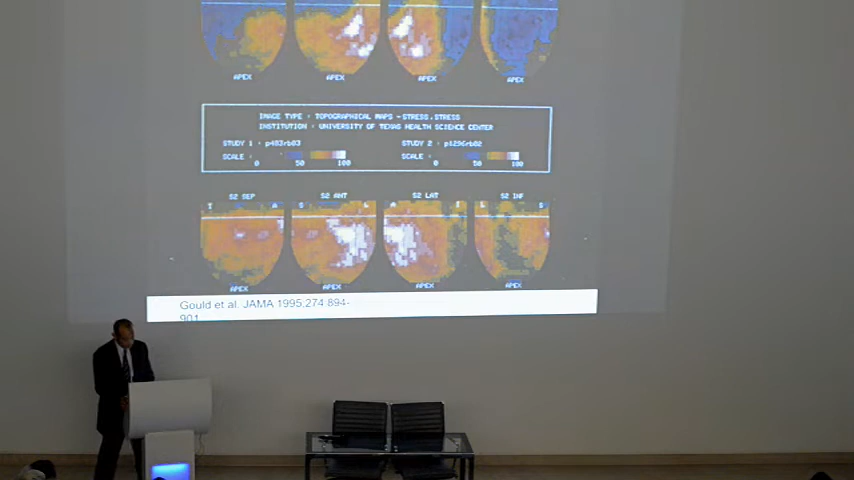 APEX APEX APEX APEX
IMAGE TYPE : TOPOGRAPHICAL MAPS - STRESS, STRESS
INSTITUTION : UNIVERSITY OF TEXAS HEALTH SCIENCE CENTER
STUDY 1 : STUDY 2 :
SCALE : SCALE :
0 50 100 0 50 100
S2 SEP S2 ANT S2 LAT S2 INF
APEX APEX APEX APEX
Gould et al. JAMA 1995;274:894-
901